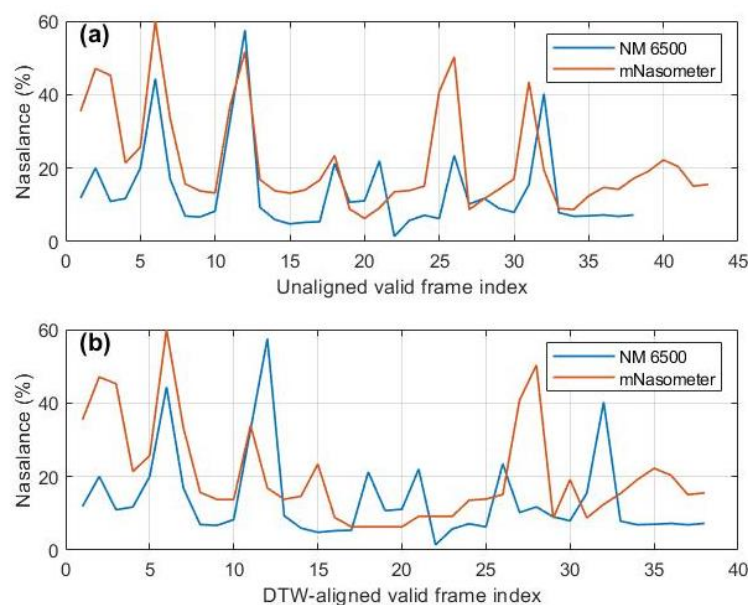 (a)
NM 6500
mNasometer
Nasalance (%)
60
40
20
0
0 5 10 15 20 25 30 35 40 45
Unaligned valid frame index
(b)
NM 6500
mNasometer
Nasalance (%)
60
40
20
0
0 5 10 15 20 25 30 35 40
DTW-aligned valid frame index